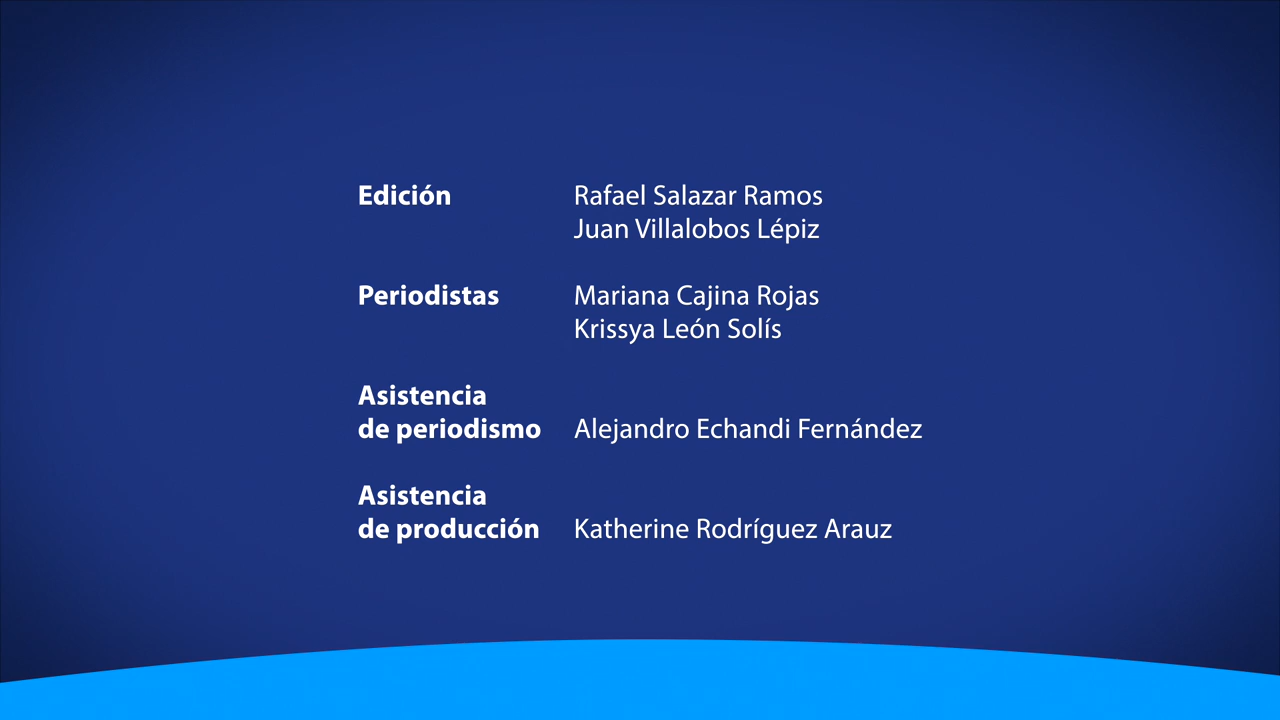 Edición Rafael Salazar Ramos
Juan Villalobos Lépiz
Periodistas Mariana Cajina Rojas
Krissya León Solís
Asistencia
de periodismo Alejandro Echandi Fernández
Asistencia
de producción Katherine Rodríguez Arauz